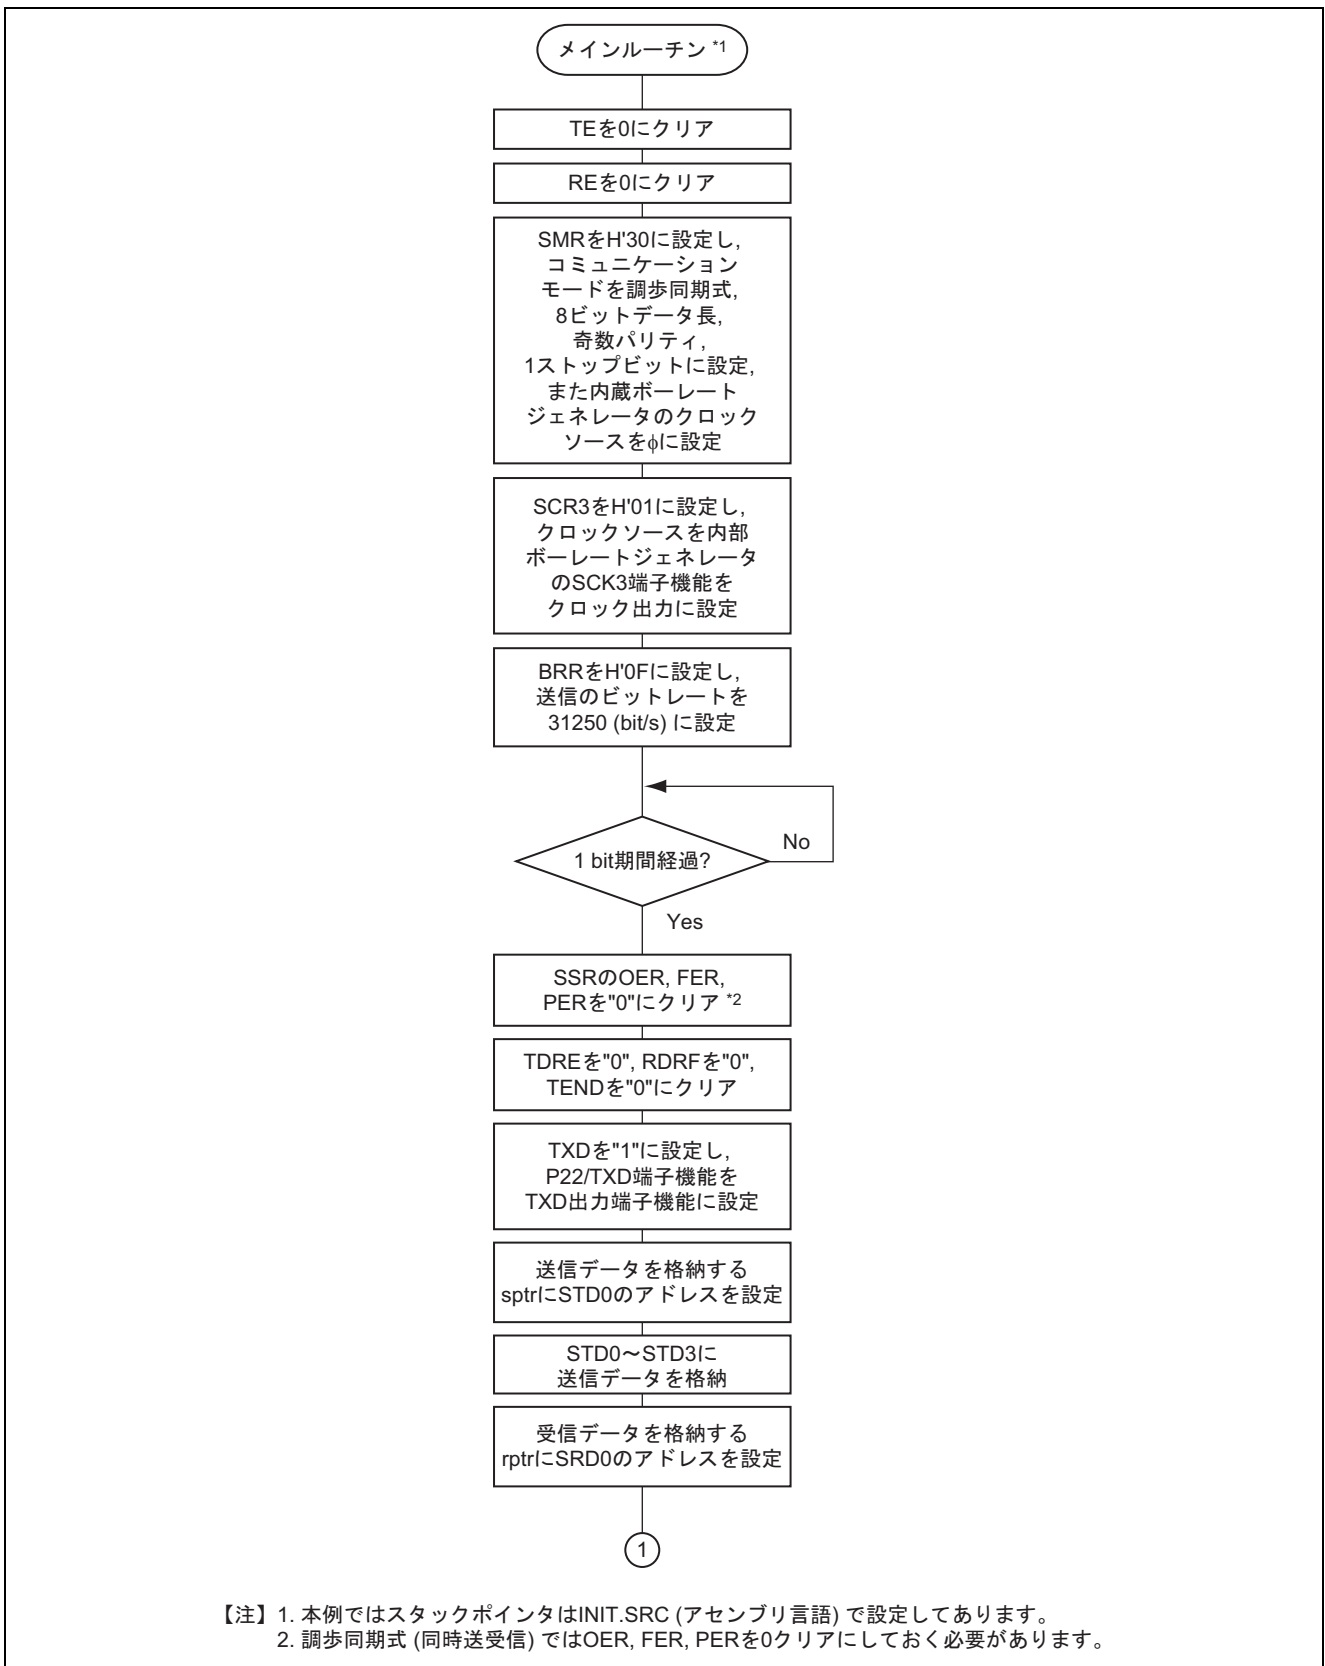 メインルーチン *1
TEを0にクリア
REを0にクリア
SMRをH'30に設定し,
コミュニケーション
モードを調歩同期式,
8ビットデータ長,
奇数パリティ,
1ストップビットに設定,
また内蔵ボーレート
ジェネレータのクロック
ソースをφに設定
SCR3をH'01に設定し,
クロックソースを内部
ボーレートジェネレータ
のSCK3端子機能を
クロック出力に設定
BRRをH'0Fに設定し,
送信のビットレートを
31250 (bit/s) に設定
1 bit期間経過?
No
Yes
SSRのOER, FER,
PERを"0"にクリア *2
TDREを"0", RDRFを"0",
TENDを"0"にクリア
TXDを"1"に設定し,
P22/TXD端子機能を
TXD出力端子機能に設定
送信データを格納する
sptrにSTD0のアドレスを設定
STD0～STD3に
送信データを格納
受信データを格納する
rptrにSRD0のアドレスを設定
1
【注】1. 本例ではスタックポインタはINIT.SRC (アセンブリ言語) で設定してあります。
2. 調歩同期式 (同時送受信) ではOER, FER, PERを0クリアにしておく必要があります。